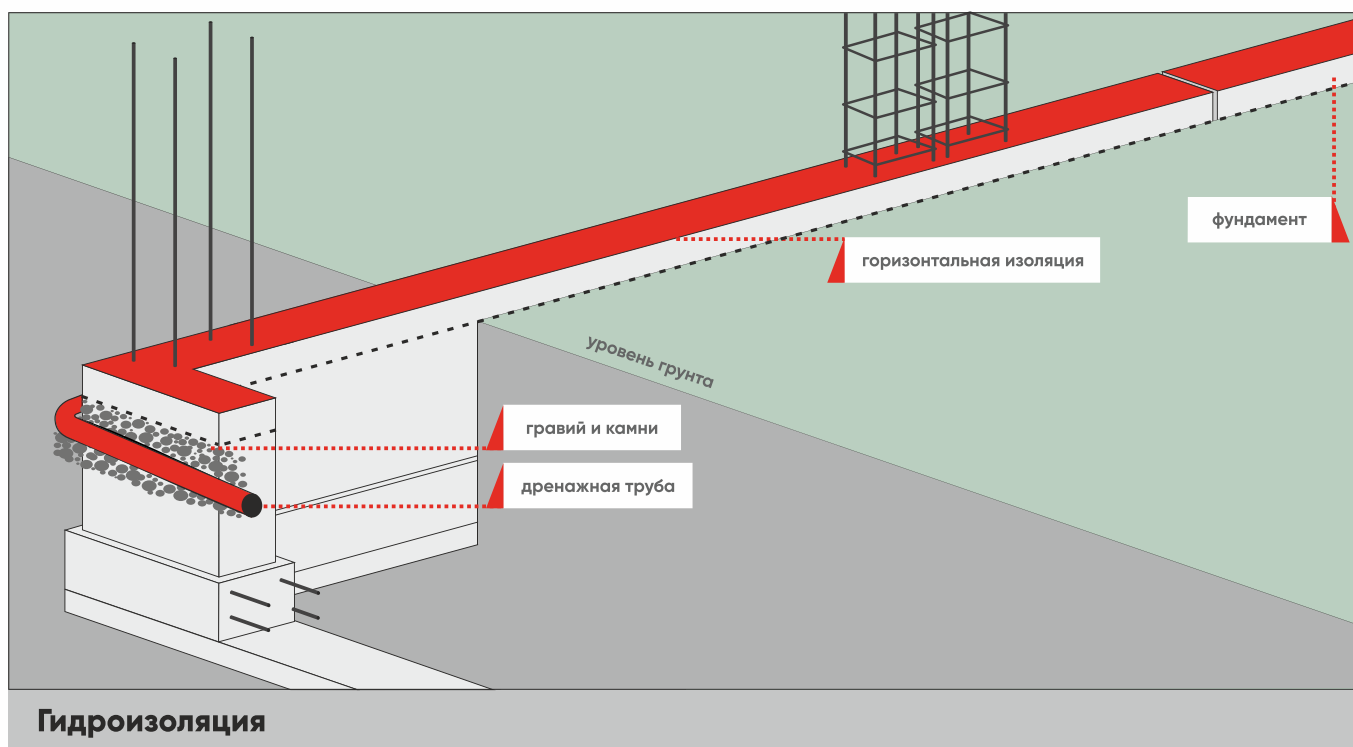 фундамент
горизонтальная изоляция
уровень грунта
гравий и камни
дренажная труба
Гидроизоляция